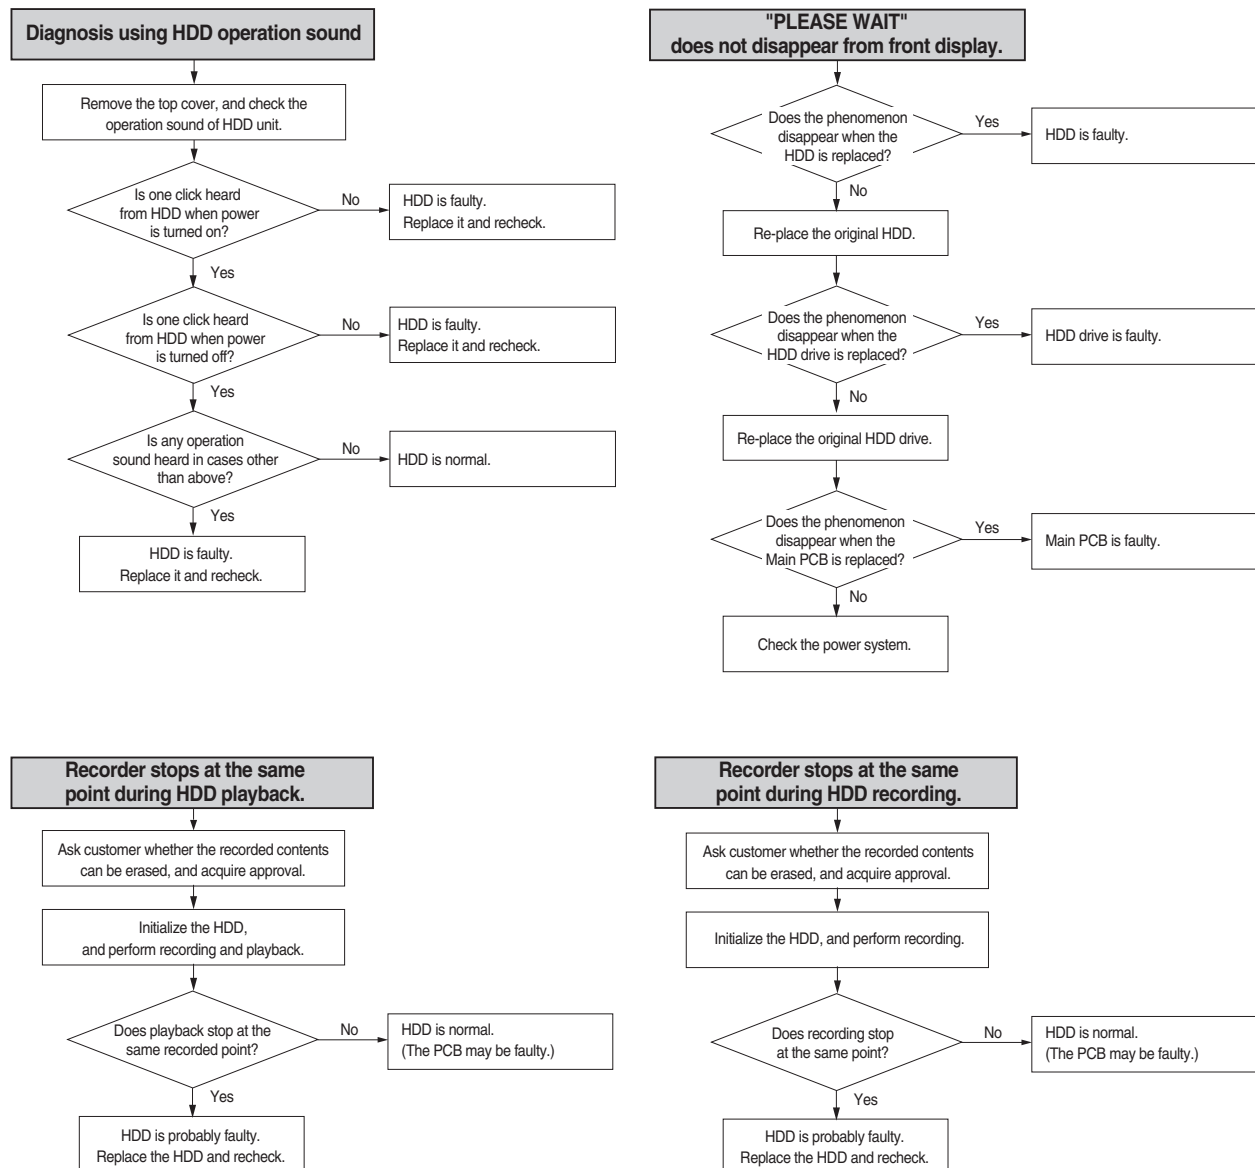 Diagnosis using HDD operation sound
Remove the top cover, and check the
operation sound of HDD unit.
Is one click heard
from HDD when power
is turned on?
No
HDD is faulty.
Replace it and recheck.
Yes
Is one click heard
from HDD when power
is turned off?
No
HDD is faulty.
Replace it and recheck.
Yes
Is any operation
sound heard in cases other
than above?
No
HDD is normal.
Yes
HDD is faulty.
Replace it and recheck.
"PLEASE WAIT"
does not disappear from front display.
Does the phenomenon
disappear when the
HDD is replaced?
Yes
HDD is faulty.
No
Re-place the original HDD.
Does the phenomenon
disappear when the
HDD drive is replaced?
Yes
HDD drive is faulty.
No
Re-place the original HDD drive.
Does the phenomenon
disappear when the
Main PCB is replaced?
Yes
Main PCB is faulty.
No
Check the power system.
Recorder stops at the same
point during HDD playback.
Ask customer whether the recorded contents
can be erased, and acquire approval.
Initialize the HDD,
and perform recording and playback.
Does playback stop at the
same recorded point?
No
HDD is normal.
(The PCB may be faulty.)
Yes
HDD is probably faulty.
Replace the HDD and recheck.
Recorder stops at the same
point during HDD recording.
Ask customer whether the recorded contents
can be erased, and acquire approval.
Initialize the HDD, and perform recording.
Does recording stop
at the same point?
No
HDD is normal.
(The PCB may be faulty.)
Yes
HDD is probably faulty.
Replace the HDD and recheck.